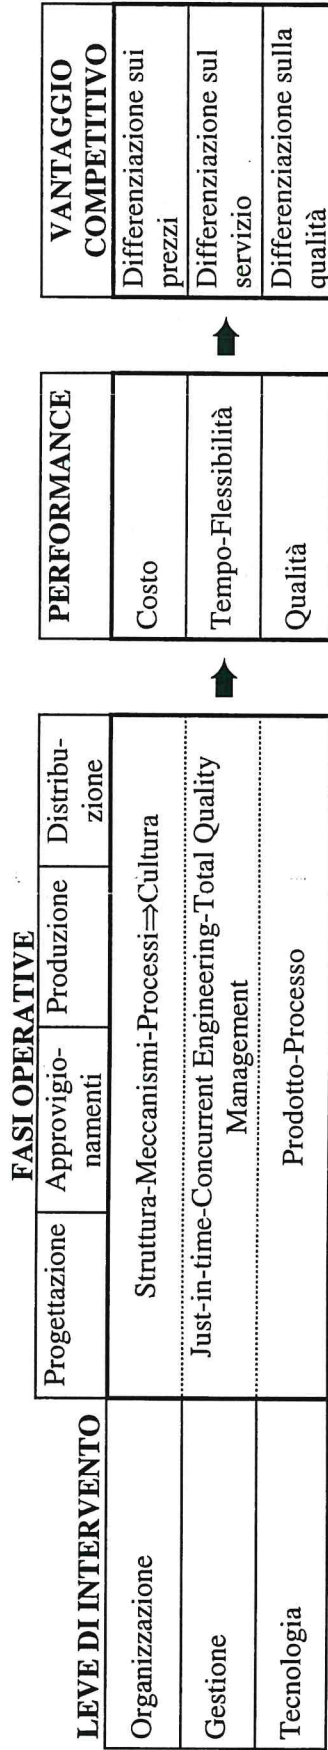 FASI OPERATIVE
LEVE DI INTERVENTO
Progettazione
Approvigio-
namenti
Produzione
Distribu-
zione
PERFORMANCE
VANTAGGIO
COMPETITIVO
Organizzazione
Struttura-Meccanismi-Processi⇒Cultura
Costo
Differenziazione sui
prezzi
Gestione
Just-in-time-Concurrent Engineering-Total Quality
Management
Tempo-Flessibilità
Differenziazione sul
servizio
Tecnologia
Prodotto-Processo
Qualità
Differenziazione sulla
qualità